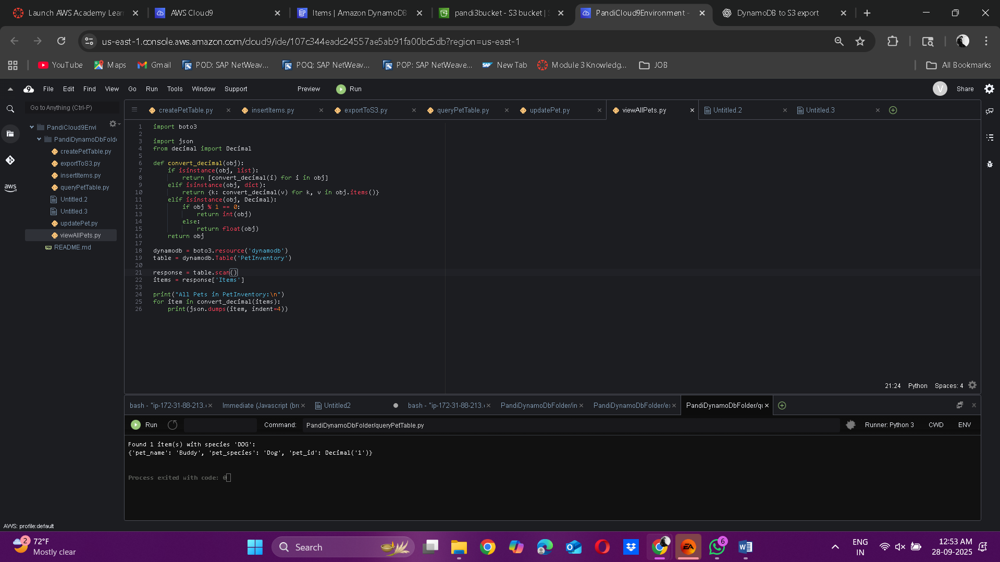 Launch AWS Academy Lear
AWS Cloud9
Items | Amazon DynamoDB
pandi3bucket - S3 bucket |
PandiCloud9Environment -
DynamoDB to S3 export
us-east-1.console.aws.amazon.com/cloud9/ide/107c344eadc24557ae5ab91fa00bc5db?region=us-east-1
YouTube
Maps
Gmail
POD: SAP NetWeav...
POQ: SAP NetWeav...
POP: SAP NetWeave...
SAP
New Tab
Module 3 Knowledg...
JOB
All Bookmarks
9
File Edit Find View Go Run Tools Window Support
Preview
Run
V
Share
Go to Anything (Ctrl-P)
PandiCloud9Envi
PandiDynamoDbFold
createPetTable.py
exportToS3.py
insertItems.py
queryPetTable.py
Untitled.2
Untitled.3
updatePet.py
viewAllPets.py
README.md
aws
createPetTable.py
insertItems.py
exportToS3.py
queryPetTable.py
updatePet.py
viewAllPets.py
Untitled.2
Untitled.3
1 import boto3
2
3 import json
4 from decimal import Decimal
5
6 def convert_decimal(obj):
7     if isinstance(obj, list):
8         return [convert_decimal(i) for i in obj]
9     elif isinstance(obj, dict):
10         return {k: convert_decimal(v) for k, v in obj.items()}
11     elif isinstance(obj, Decimal):
12         if obj % 1 == 0:
13             return int(obj)
14         else:
15             return float(obj)
16     return obj
17
18 dynamodb = boto3.resource('dynamodb')
19 table = dynamodb.Table('PetInventory')
20
21 response = table.scan()
22 items = response['Items']
23
24 print("All Pets in PetInventory:\n")
25 for item in convert_decimal(items):
26     print(json.dumps(item, indent=4))
21:24 Python Spaces: 4
bash - "ip-172-31-88-213.
Immediate (Javascript (br
Untitled2
bash - "ip-172-31-88-213.
PandiDynamoDbFolder/in
PandiDynamoDbFolder/e
PandiDynamoDbFolder/q
Run
Command:
PandiDynamoDbFolder/queryPetTable.py
Runner: Python 3
CWD
ENV
Found 1 item(s) with species 'DOG':
{'pet_name': 'Buddy', 'pet_species': 'Dog', 'pet_id': Decimal('1')}
Process exited with code: 0
AWS: profile:default
2
72°F
Mostly clear
Search
EA
6
ENG
IN
12:53 AM
28-09-2025